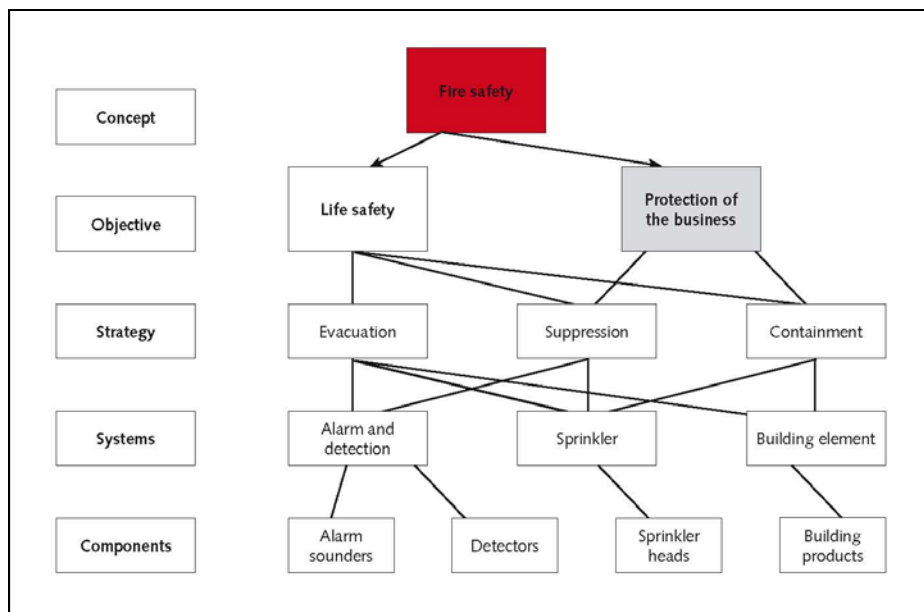 Fire safety
Concept
Life safety
Protection of
the business
Objective
Strategy
Evacuation
Suppression
Containment
Systems
Alarm and
detection
Sprinkler
Building element
Components
Alarm
sounders
Detectors
Sprinkler
heads
Building
products